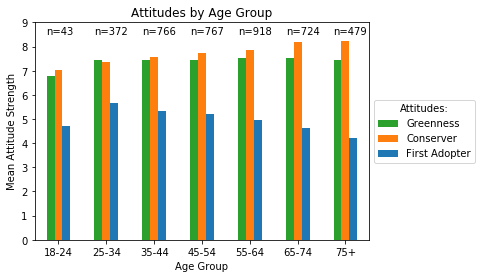 Attitudes by Age Group
n=43 n=372 n=766 n=767 n=918 n=724 n=479
9
8
7
6
5
4
3
2
1
0
Mean Attitude Strength
18-24 25-34 35-44 45-54 55-64 65-74 75+
Age Group
Attitudes:
Greenness
Conserver
First Adopter